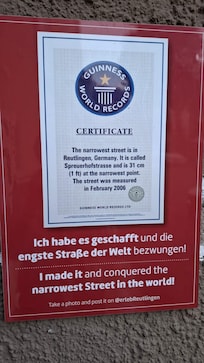 GUINNESS
WORLD RECORDS
CERTIFICATE
The narrowest street is in
Reutlingen, Germany. It is called
Spreuerhofstrasse and is 31 cm
(1 ft) at the narrowest point.
The street was measured
in February 2006
GUINNESS WORLD RECORDS LTD
Ich habe es geschafft und die
engste Straße der Welt bezwungen!
I made it and conquered the
narrowest Street in the world!
Take a photo and post it on @erlebReutlingen